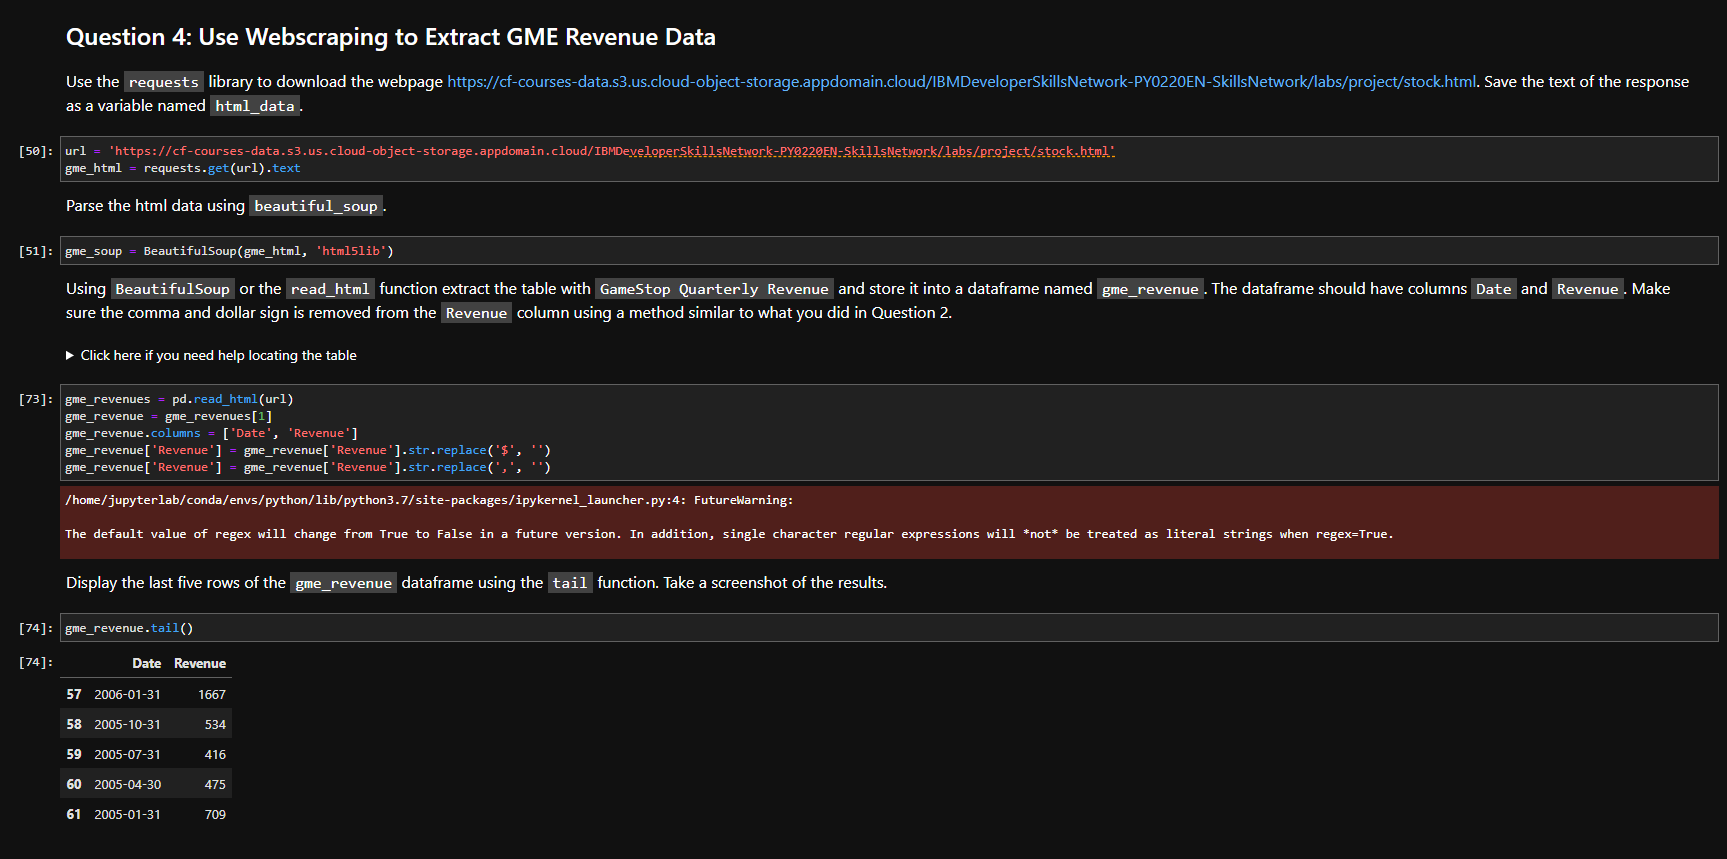 Question 4: Use Webscraping to Extract GME Revenue Data
Use the requests library to download the webpage https://cf-courses-data.s3.us.cloud-object-storage.appdomain.cloud/IBMDeveloperSkillsNetwork-PY0220EN-SkillsNetwork/labs/project/stock.html. Save the text of the response
as a variable named html_data.
[50]: url = 'https://cf-courses-data.s3.us.cloud-object-storage.appdomain.cloud/IBMDeveloperSkillsNetwork-PY0220EN-SkillsNetwork/labs/project/stock.html'
gme_html = requests.get(url).text
Parse the html data using beautiful_soup.
[51]: gme_soup = BeautifulSoup(gme_html, 'html5lib')
Using BeautifulSoup or the read_html function extract the table with GameStop Quarterly Revenue and store it into a dataframe named gme_revenue. The dataframe should have columns Date and Revenue. Make
sure the comma and dollar sign is removed from the Revenue column using a method similar to what you did in Question 2.
▶ Click here if you need help locating the table
[73]: gme_revenues = pd.read_html(url)
gme_revenue = gme_revenues[1]
gme_revenue.columns = ['Date', 'Revenue']
gme_revenue['Revenue'] = gme_revenue['Revenue'].str.replace('$', '')
gme_revenue['Revenue'] = gme_revenue['Revenue'].str.replace(',', '')
/home/jupyterlab/conda/envs/python/lib/python3.7/site-packages/ipykernel_launcher.py:4: FutureWarning:
The default value of regex will change from True to False in a future version. In addition, single character regular expressions will *not* be treated as literal strings when regex=True.
Display the last five rows of the gme_revenue dataframe using the tail function. Take a screenshot of the results.
[74]: gme_revenue.tail()
[74]: Date Revenue
57 2006-01-31 1667
58 2005-10-31 534
59 2005-07-31 416
60 2005-04-30 475
61 2005-01-31 709